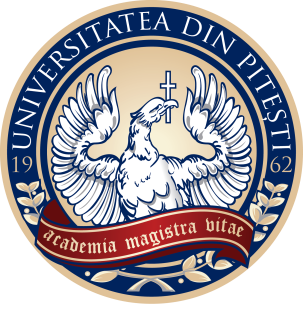 UNIVERSITATEA DIN PITEȘTI
19 62
academia magistra vitae